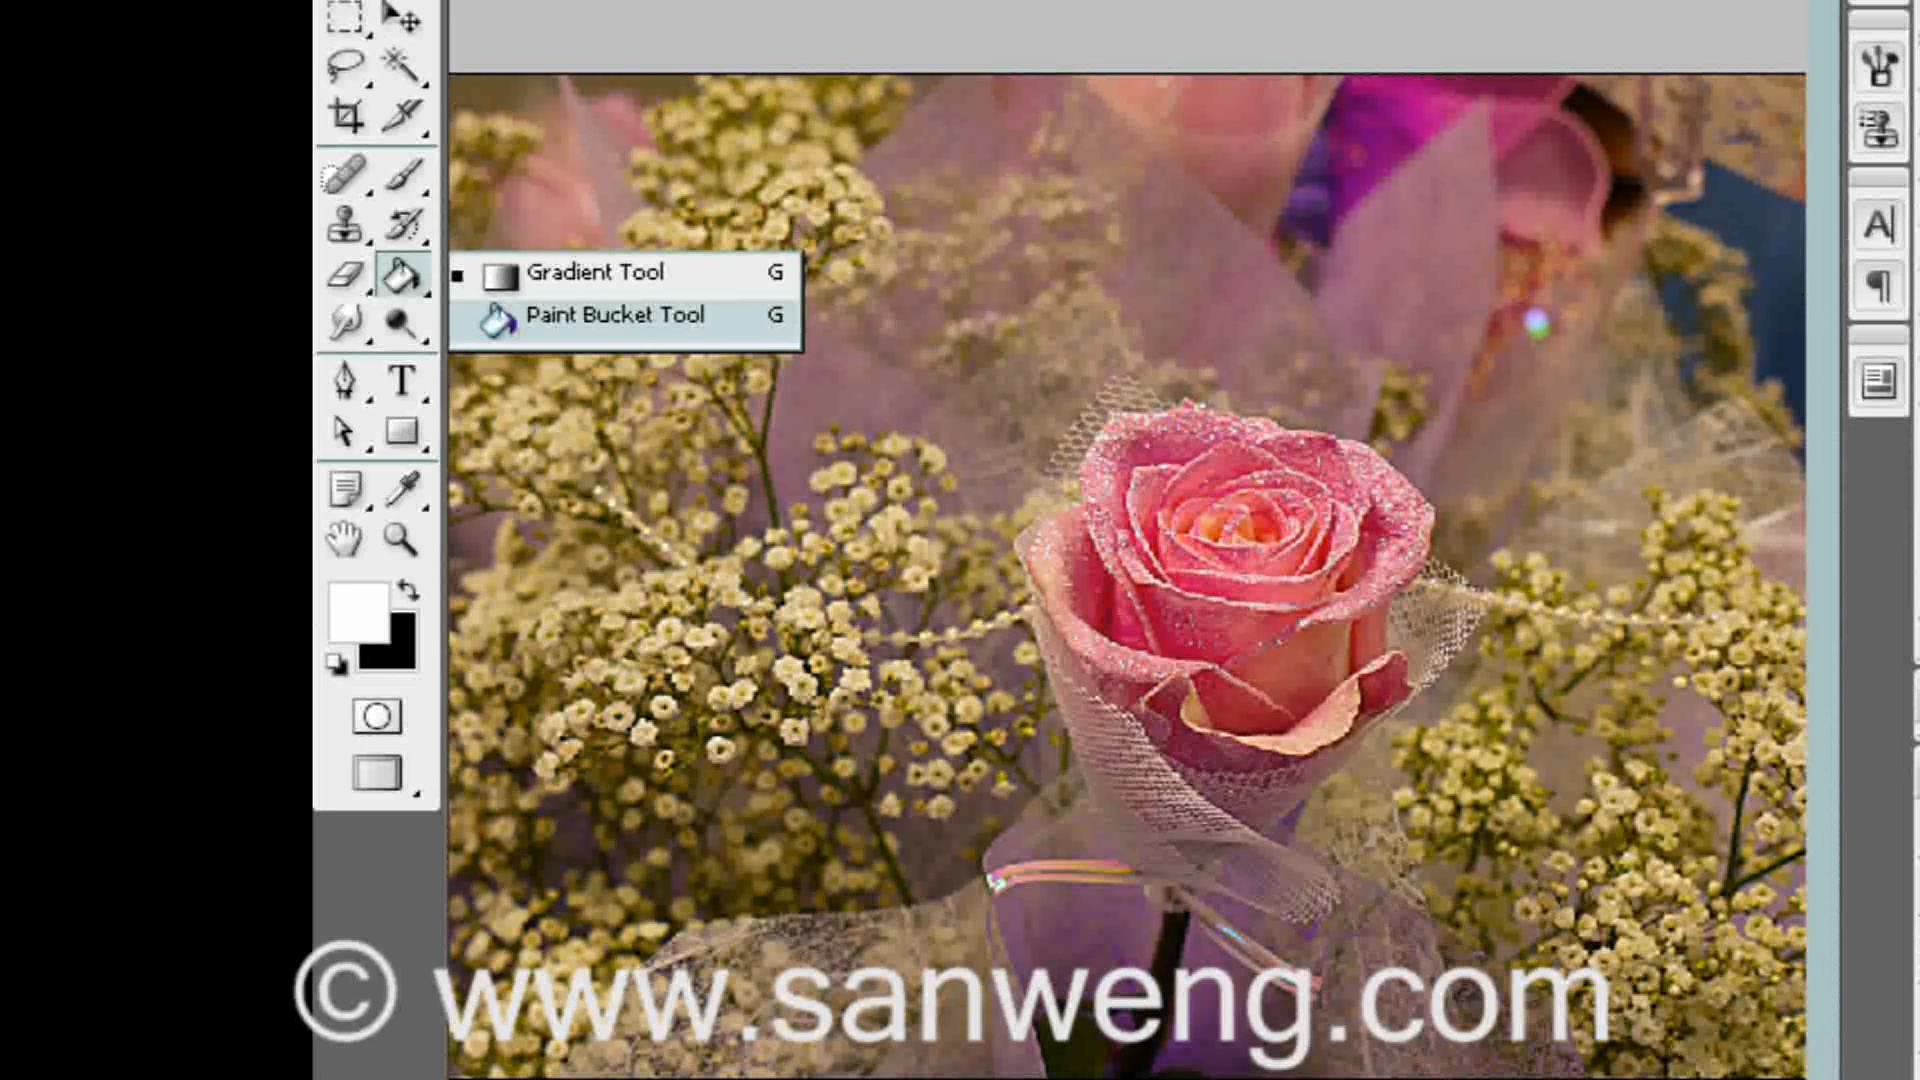 Gradient Tool G
Paint Bucket Tool G
T
A
¶
© www.sanweng.com